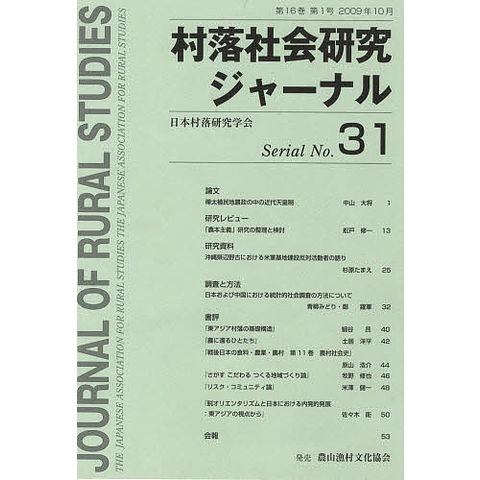 第16巻 第1号 2009年10月
村落社会研究
ジャーナル
日本村落研究学会
Serial No. 31
論文
樺太植民地農政の中の近代天皇制 中山 大将 1
研究レビュー
「農本主義」研究の整理と検討 舩戸 修一 13
研究資料
沖縄県辺野古における米軍基地建設反対活動者の語り
杉原たまえ 25
調査と方法
日本および中国における統計的社会調査の方法について
青柳みどり・鄭 躍軍 32
書評
『東アジア村落の基礎構造』 細谷 昂 40
『農に還るひとたち』 土居 洋平 42
『戦後日本の食料・農業・農村 第11巻 農村社会史』
原山 浩介 44
『さがす こだわる つくる地域づくり論』 牧野 修也 46
『リスク・コミュニティ論』 米澤 健一 48
『脱オリエンタリズムと日本における内発的発展
:東アジアの視点から』 佐々木 衛 50
会報 53
発売 農山漁村文化協会
JOURNAL OF RURAL STUDIES
THE JAPANESE ASSOCIATION FOR RURAL STUDIES THE JAPANESE ASSOCIATION FOR RURAL STUDIES